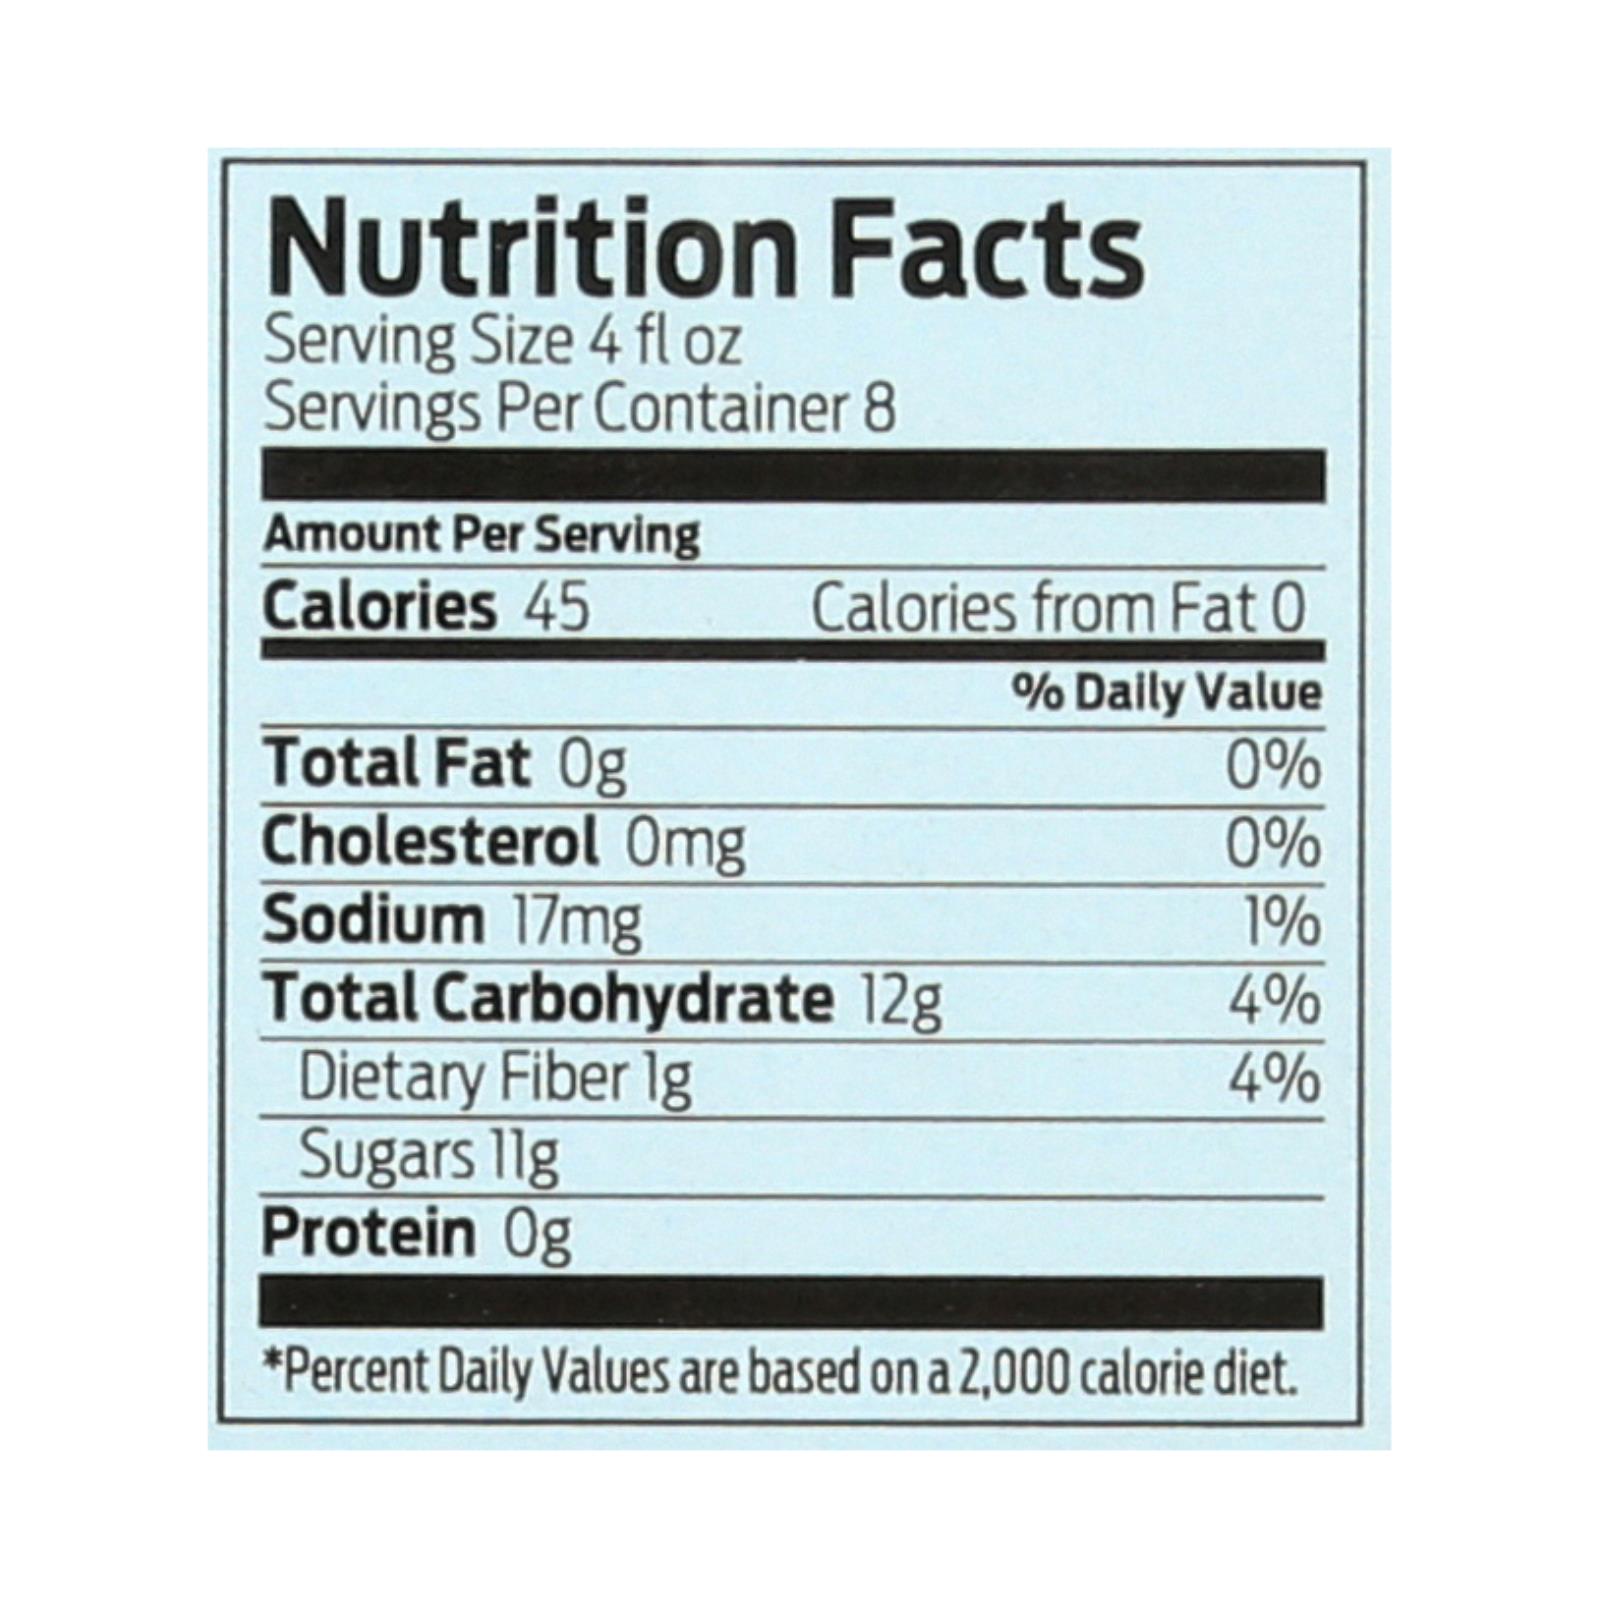 Nutrition Facts
Serving Size 4 fl oz
Servings Per Container 8
Amount Per Serving
Calories 45 Calories from Fat 0
% Daily Value
Total Fat 0g 0%
Cholesterol 0mg 0%
Sodium 17mg 1%
Total Carbohydrate 12g 4%
Dietary Fiber 1g 4%
Sugars 11g
Protein 0g
*Percent Daily Values are based on a 2,000 calorie diet.